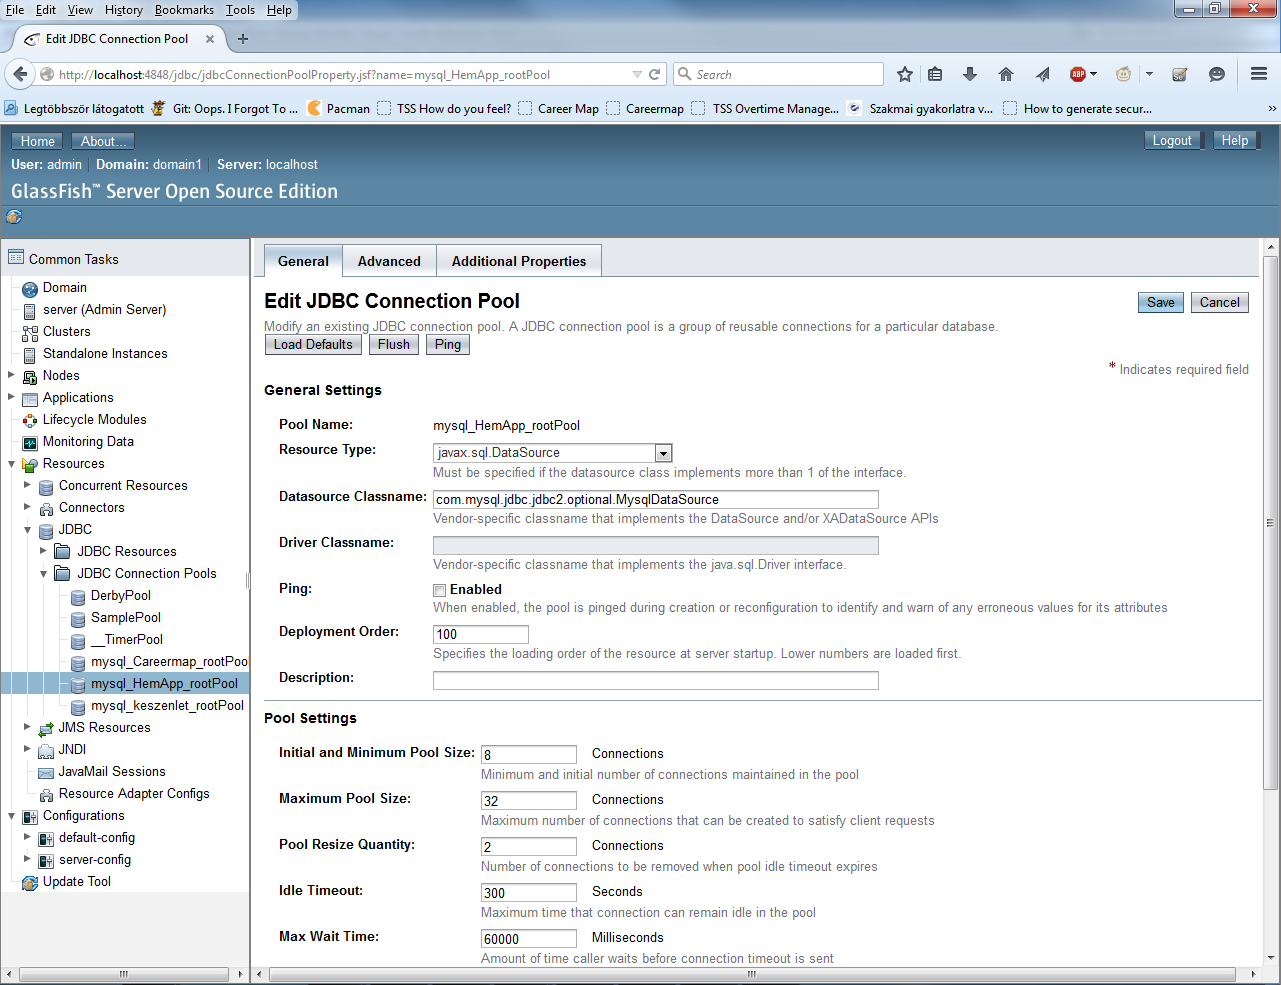 File Edit View History Bookmarks Tools Help
Edit JDBC Connection Pool
http://localhost:4848/jdbc/jdbcConnectionPoolProperty.jsf?name=mysql_HemApp_rootPool
Search
ABP
Legtöbbször látogatott Git: Oops. I Forgot To ... Pacman TSS How do you feel? Career Map Careermap TSS Overtime Manage... Szakmai gyakorlatra v... How to generate secur... »
Home About... Logout Help
User: admin Domain: domain1 Server: localhost
GlassFish™ Server Open Source Edition
Common Tasks
Domain
server (Admin Server)
Clusters
Standalone Instances
Nodes
Applications
Lifecycle Modules
Monitoring Data
Resources
Concurrent Resources
Connectors
JDBC
JDBC Resources
JDBC Connection Pools
DerbyPool
SamplePool
__TimerPool
mysql_Careermap_rootPool
mysql_HemApp_rootPool
mysql_keszenlet_rootPool
JMS Resources
JNDI
JavaMail Sessions
Resource Adapter Configs
Configurations
default-config
server-config
Update Tool
General Advanced Additional Properties
Edit JDBC Connection Pool
Save Cancel
Modify an existing JDBC connection pool. A JDBC connection pool is a group of reusable connections for a particular database.
Load Defaults Flush Ping
* Indicates required field
General Settings
Pool Name: mysql_HemApp_rootPool
Resource Type: javax.sql.DataSource
Must be specified if the datasource class implements more than 1 of the interface.
Datasource Classname: com.mysql.jdbc.jdbc2.optional.MysqlDataSource
Vendor-specific classname that implements the DataSource and/or XADataSource APIs
Driver Classname:
Vendor-specific classname that implements the java.sql.Driver interface.
Ping: Enabled
When enabled, the pool is pinged during creation or reconfiguration to identify and warn of any erroneous values for its attributes
Deployment Order: 100
Specifies the loading order of the resource at server startup. Lower numbers are loaded first.
Description:
Pool Settings
Initial and Minimum Pool Size: 8 Connections
Minimum and initial number of connections maintained in the pool
Maximum Pool Size: 32 Connections
Maximum number of connections that can be created to satisfy client requests
Pool Resize Quantity: 2 Connections
Number of connections to be removed when pool idle timeout expires
Idle Timeout: 300 Seconds
Maximum time that connection can remain idle in the pool
Max Wait Time: 60000 Milliseconds
Amount of time caller waits before connection timeout is sent